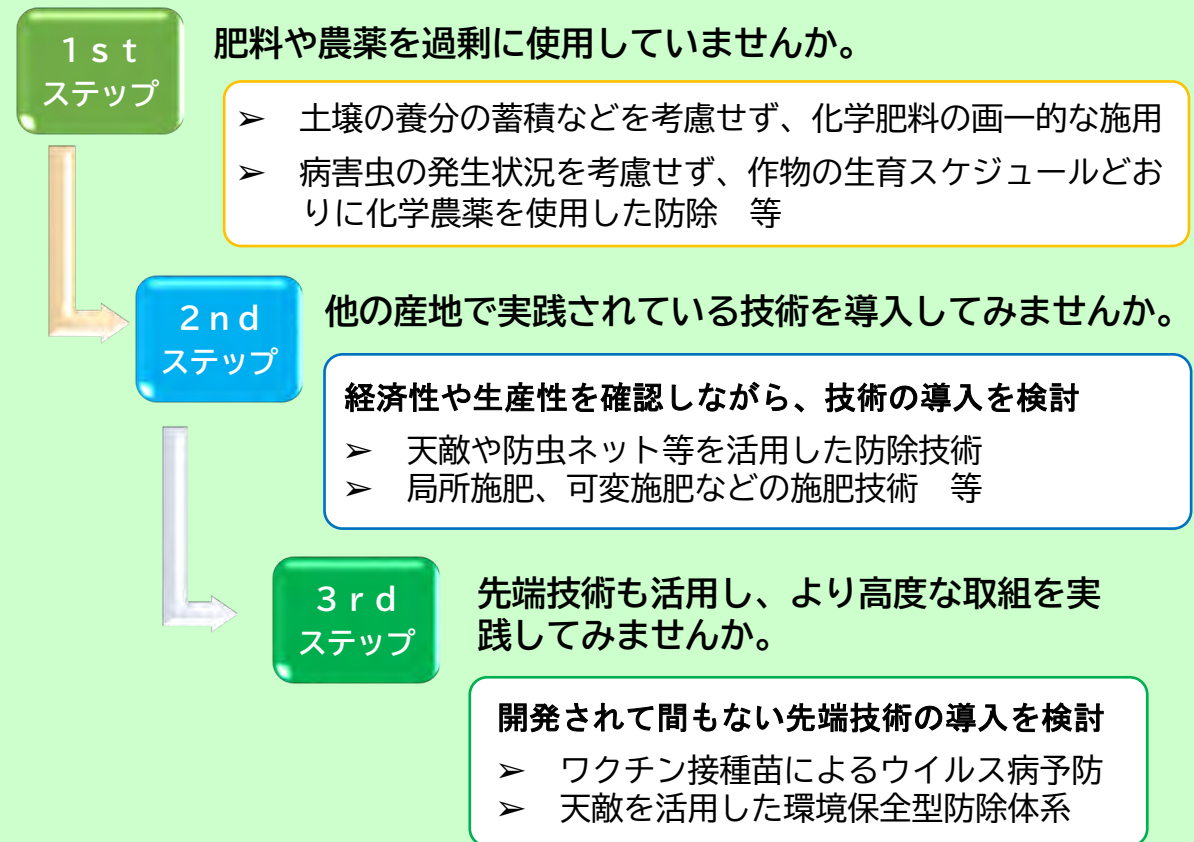 １ｓｔ
ステップ
肥料や農薬を過剰に使用していませんか。
➢ 土壌の養分の蓄積などを考慮せず、化学肥料の画一的な施用
➢ 病害虫の発生状況を考慮せず、作物の生育スケジュールどお
りに化学農薬を使用した防除　等
２ｎｄ
ステップ
他の産地で実践されている技術を導入してみませんか。
経済性や生産性を確認しながら、技術の導入を検討
➢ 天敵や防虫ネット等を活用した防除技術
➢ 局所施肥、可変施肥などの施肥技術　等
３ｒｄ
ステップ
先端技術も活用し、より高度な取組を実
践してみませんか。
開発されて間もない先端技術の導入を検討
➢ ワクチン接種苗によるウイルス病予防
➢ 天敵を活用した環境保全型防除体系